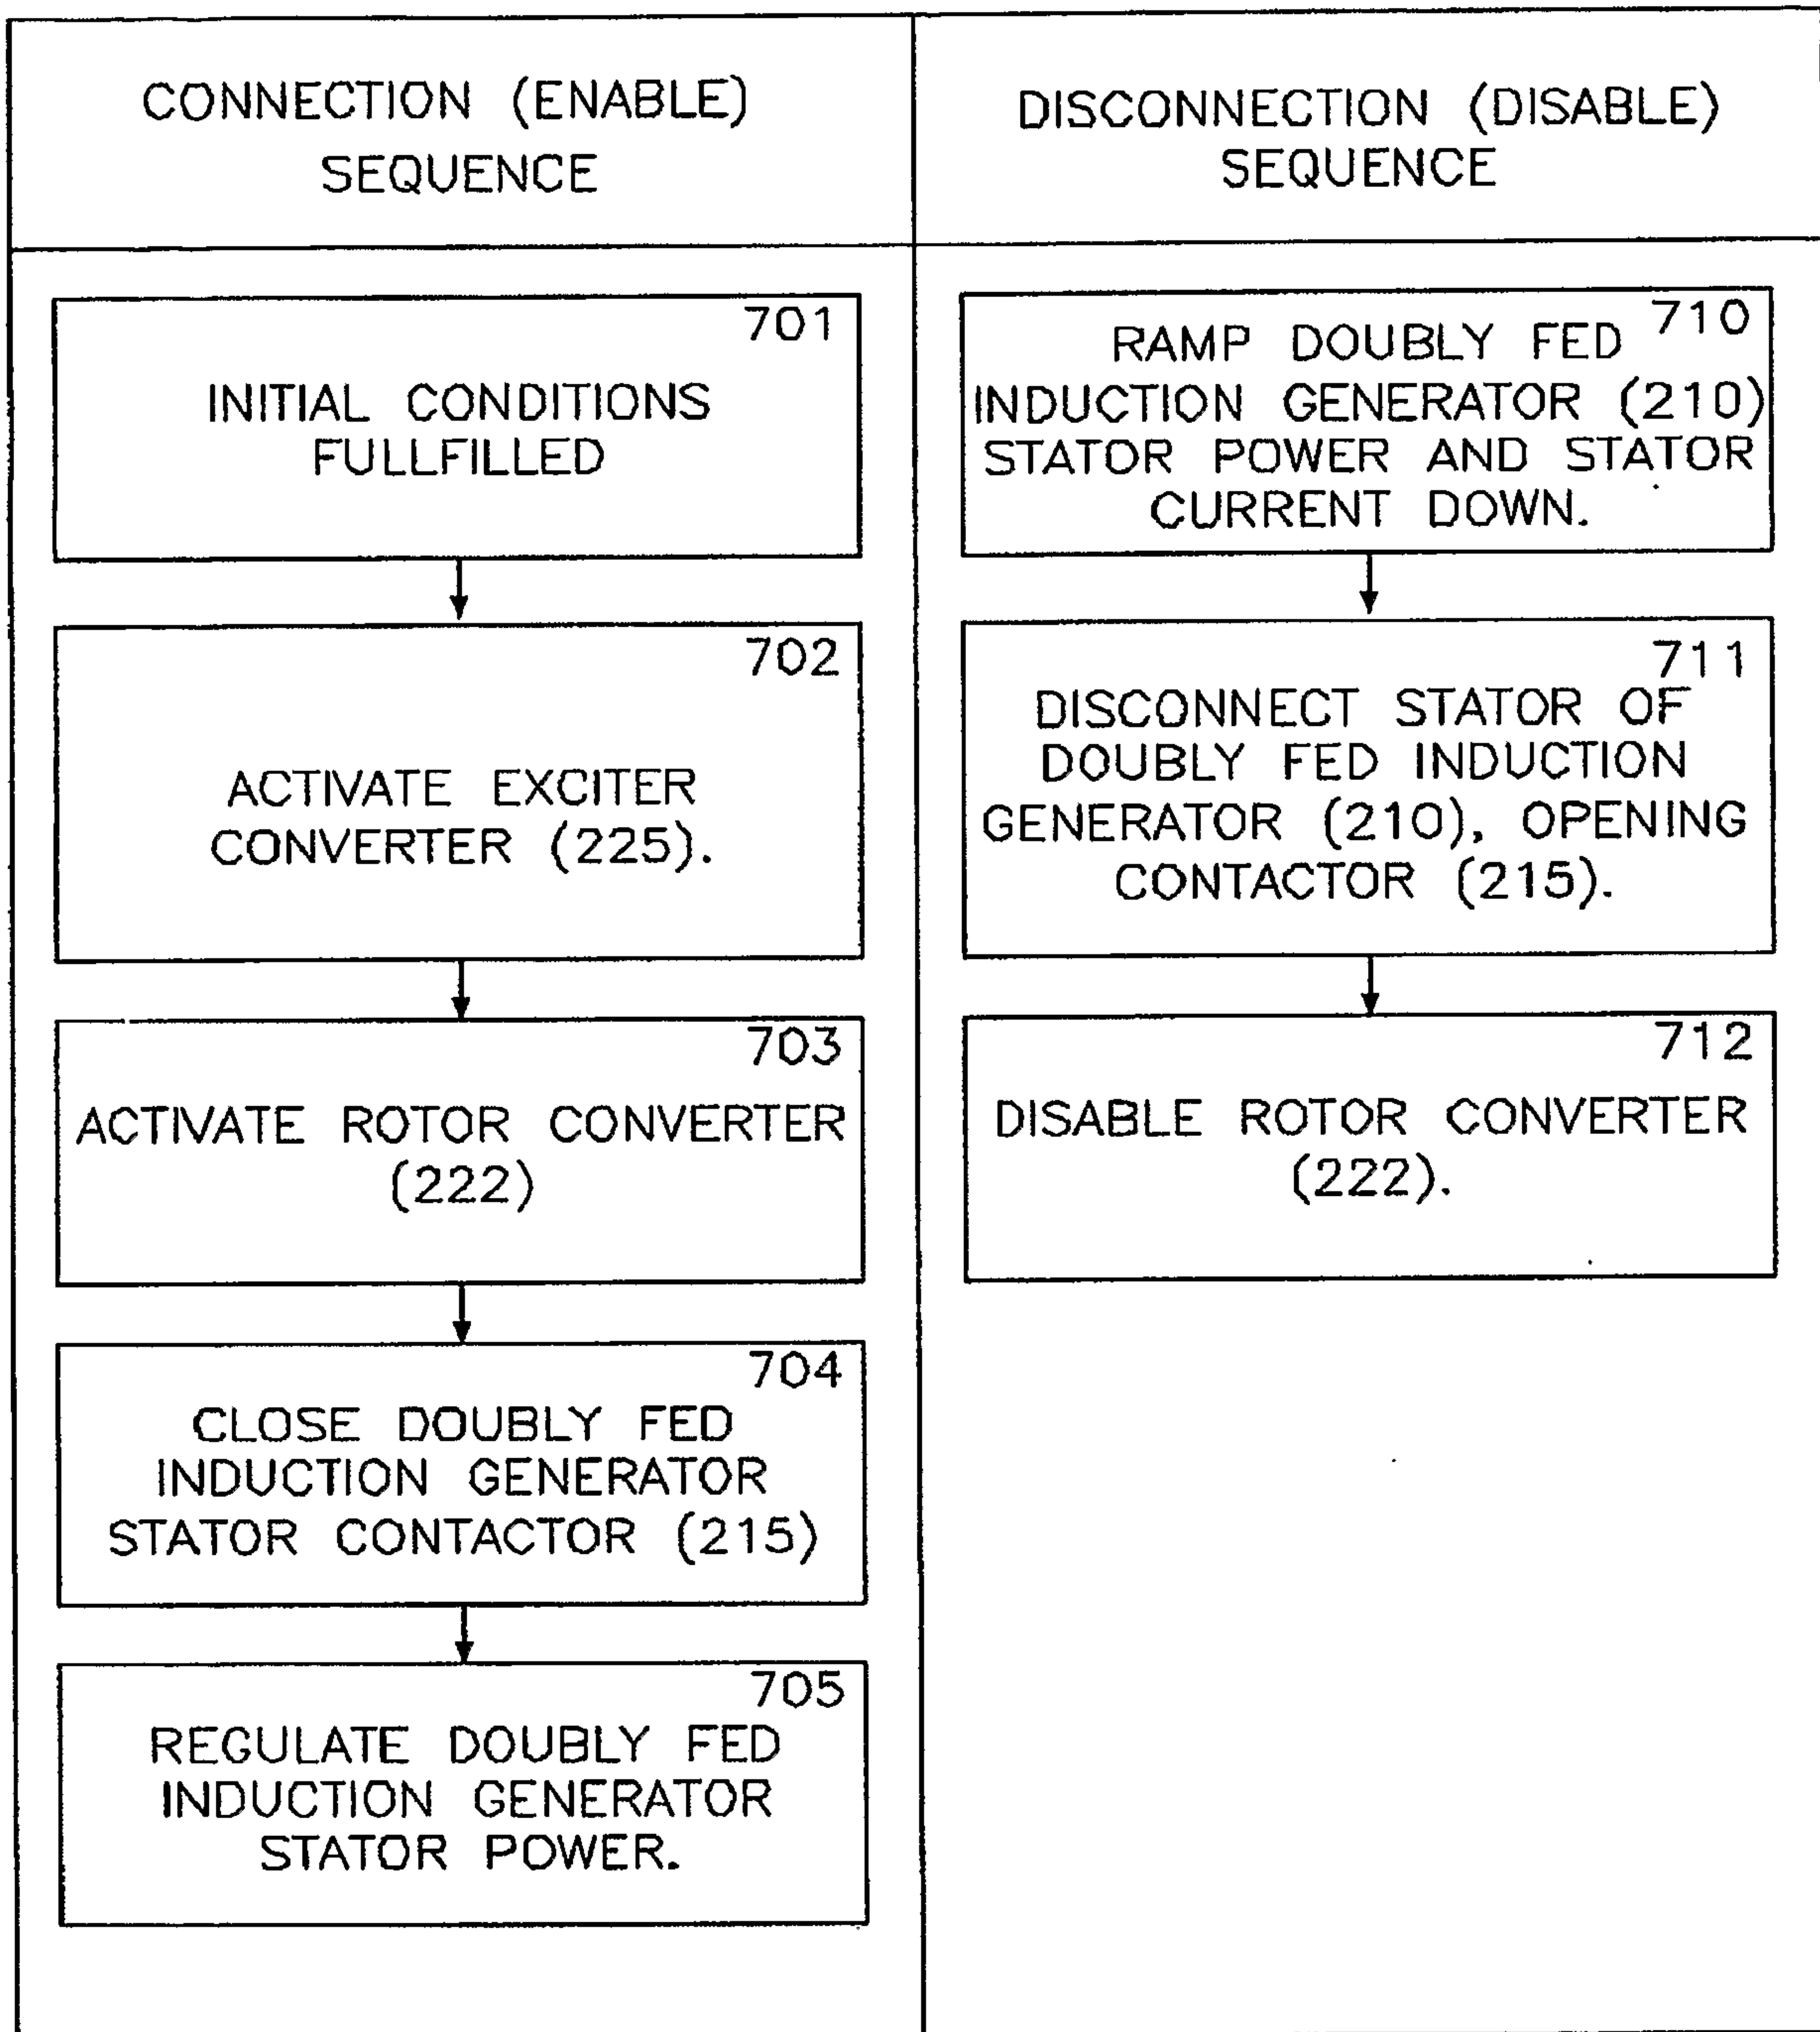 CONNECTION (ENABLE)
SEQUENCE
701
INITIAL CONDITIONS
FULLFILLED
702
ACTIVATE EXCITER
CONVERTER (225).
703
ACTIVATE ROTOR CONVERTER
(222)
704
CLOSE DOUBLY FED
INDUCTION GENERATOR
STATOR CONTACTOR (215)
705
REGULATE DOUBLY FED
INDUCTION GENERATOR
STATOR POWER.
DISCONNECTION (DISABLE)
SEQUENCE
710
RAMP DOUBLY FED
INDUCTION GENERATOR (210)
STATOR POWER AND STATOR
CURRENT DOWN.
711
DISCONNECT STATOR OF
DOUBLY FED INDUCTION
GENERATOR (210), OPENING
CONTACTOR (215).
712
DISABLE ROTOR CONVERTER
(222).